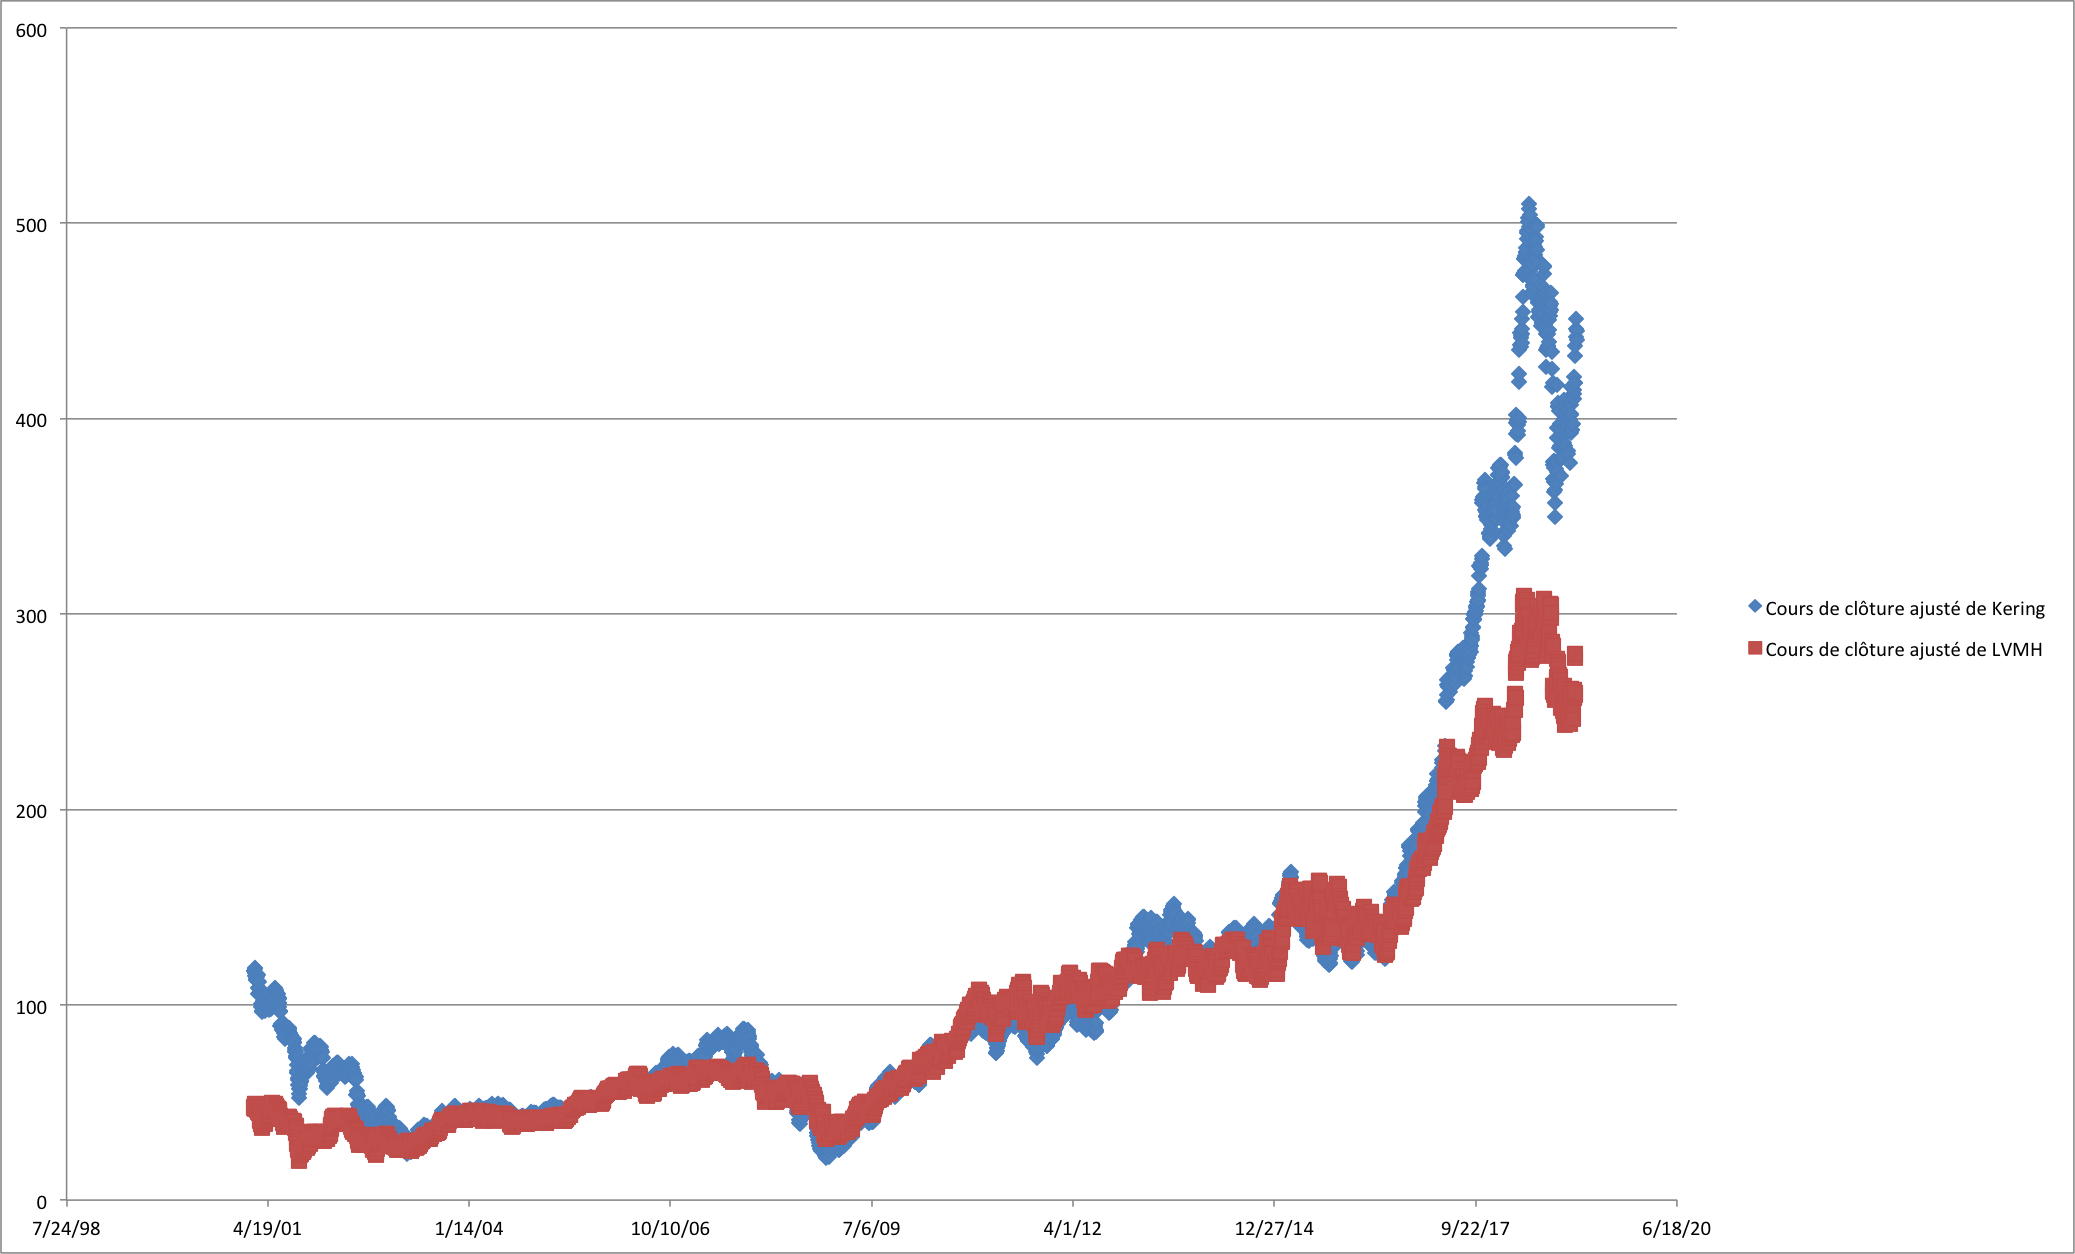 600
500
400
300
200
100
0
7/24/98 4/19/01 1/14/04 10/10/06 7/6/09 4/1/12 12/27/14 9/22/17 6/18/20
Cours de clôture ajusté de Kering
Cours de clôture ajusté de LVMH